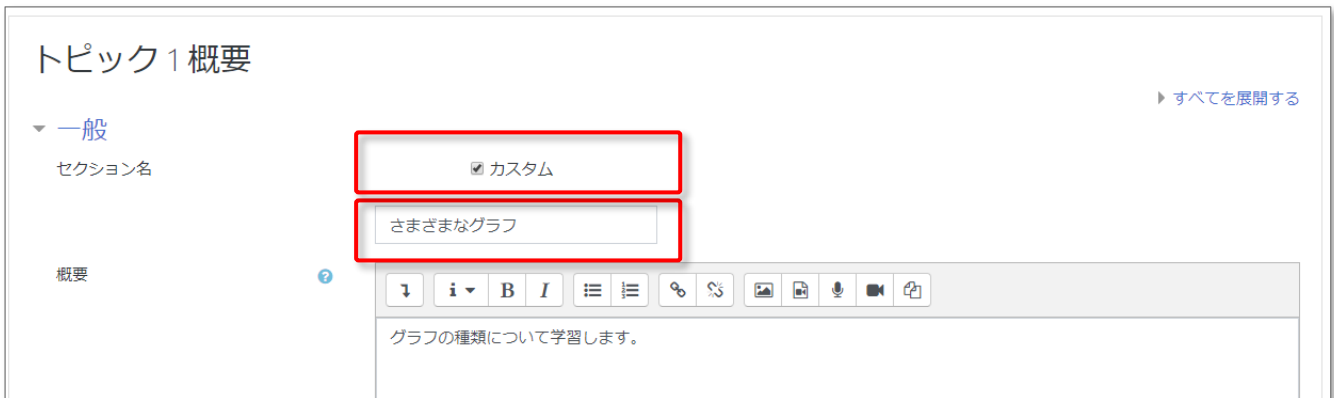 トピック 1 概要
すべてを展開する
一般
セクション名
カスタム
さまざまなグラフ
概要
i B I
グラフの種類について学習します。